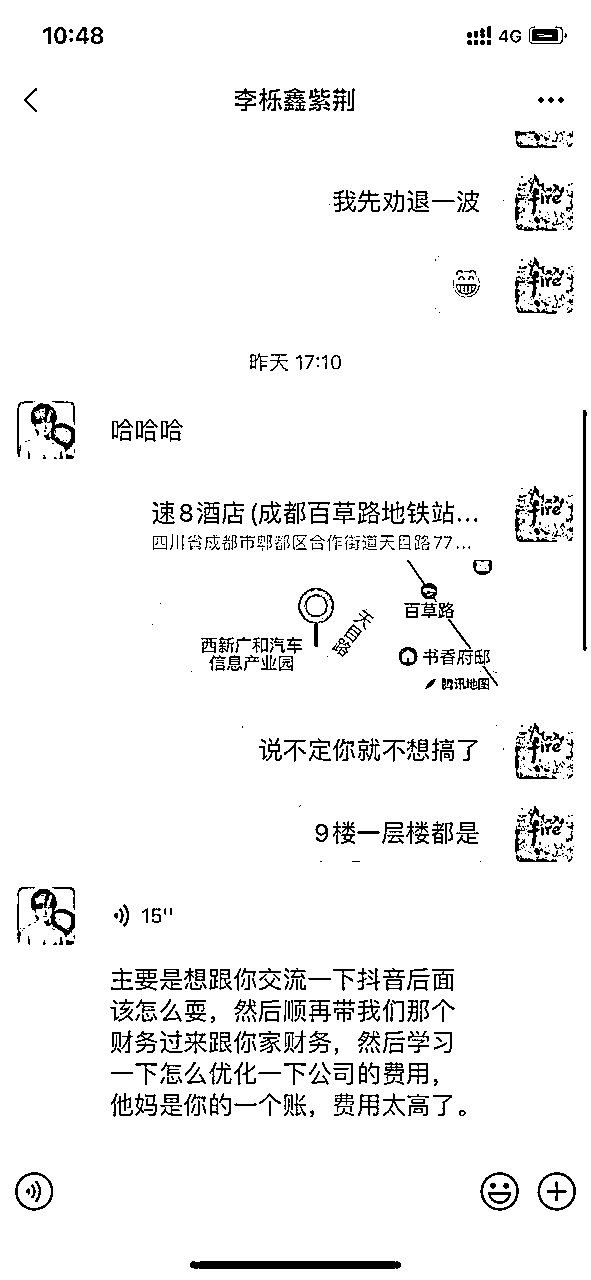 10:48
4G
李栎鑫紫荆
我先劝退一波
昨天 17:10
哈哈哈
速8酒店(成都百草路地铁站...
四川省成都市郫都区合作街道天目路77...
百草路
天目路
西新广和汽车
信息产业园
书香府邸
腾讯地图
说不定你就不想搞了
9楼一层楼都是
15"
主要是想跟你交流一下抖音后面
该怎么耍，然后顺再带我们那个
财务过来跟你家财务，然后学习
一下怎么优化一下公司的费用，
他妈是你的一个账，费用太高了。